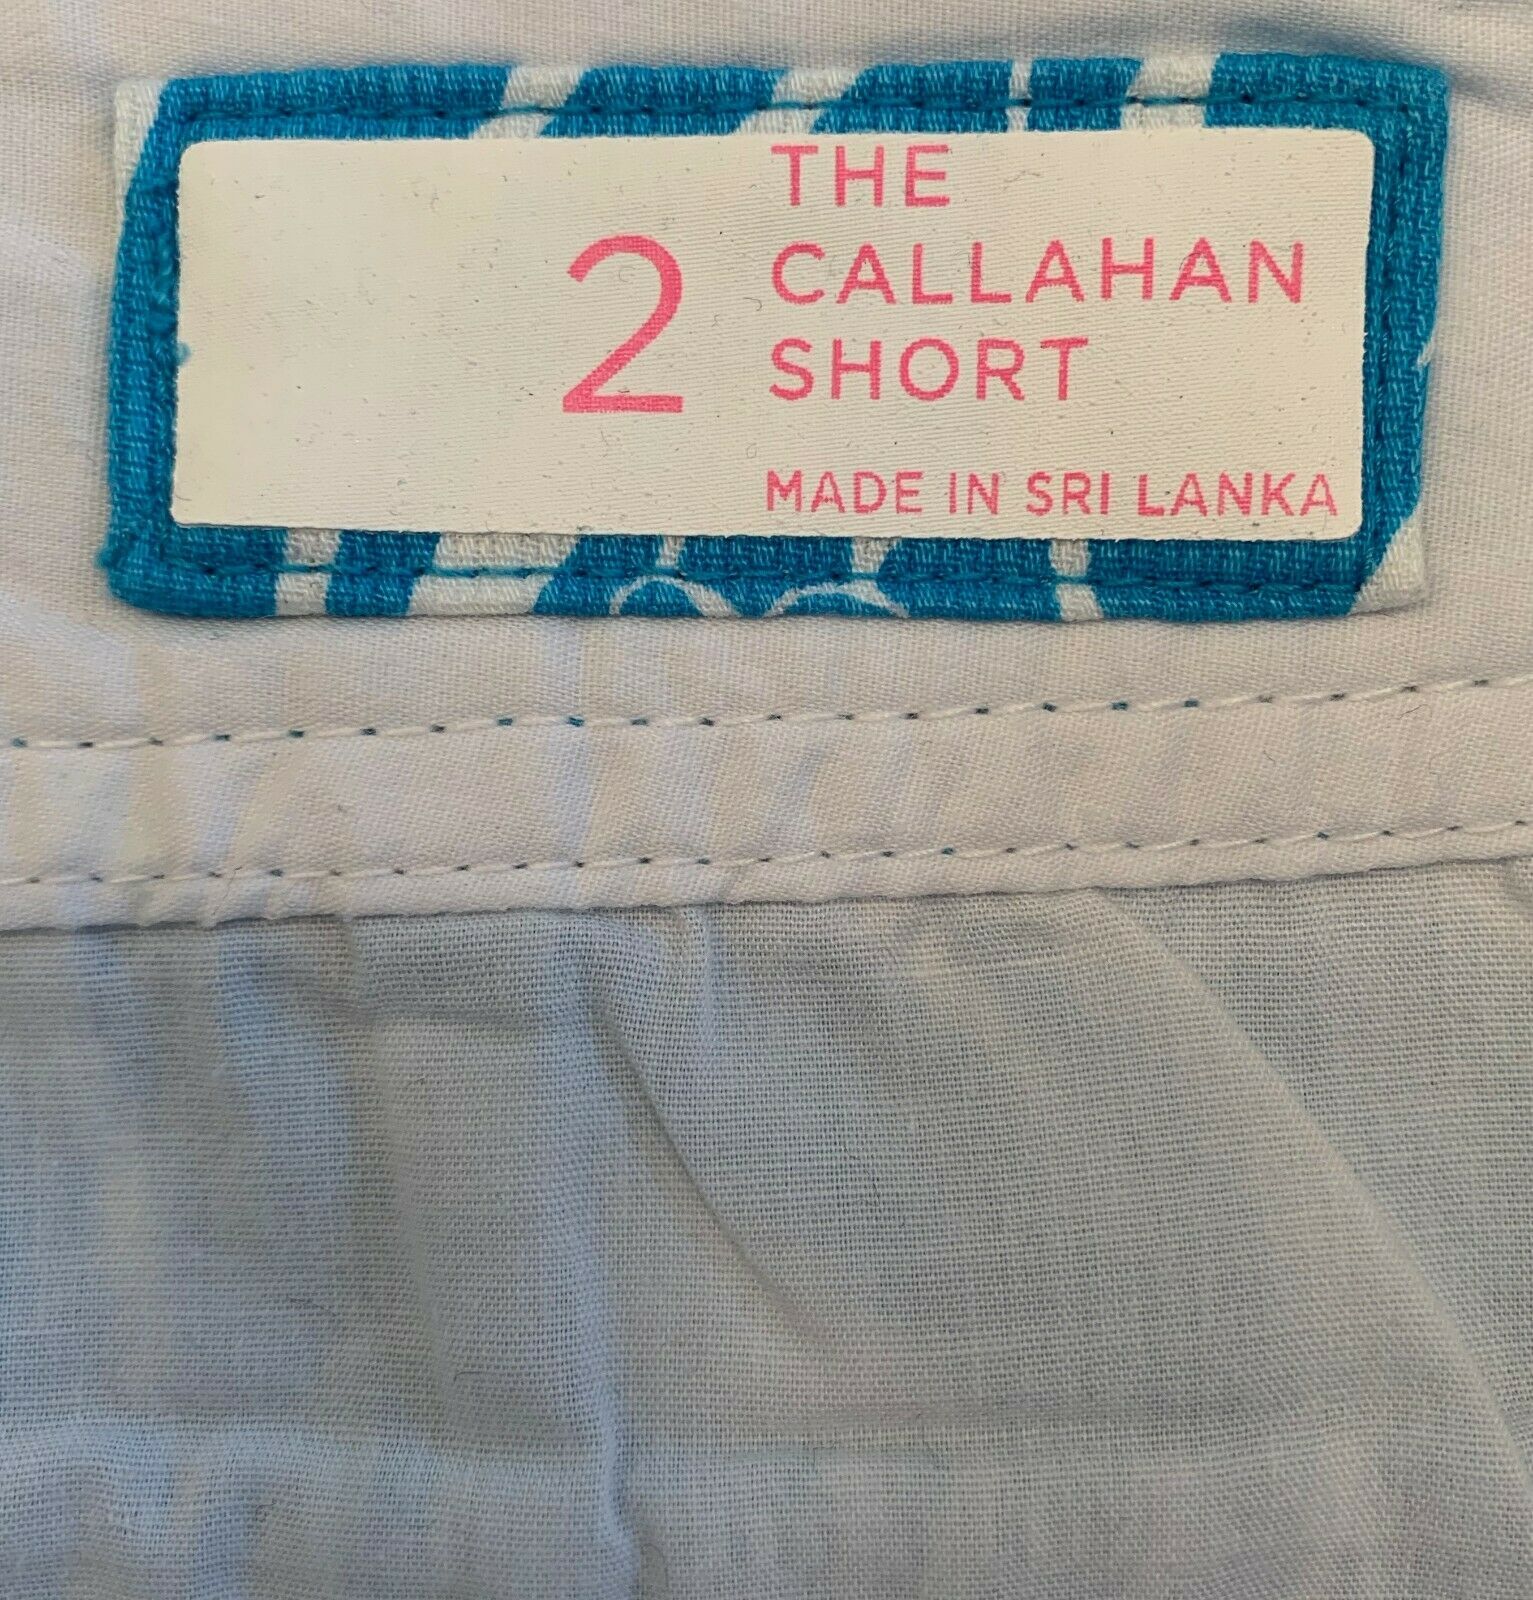 2
THE
CALLAHAN
SHORT
MADE IN SRI LANKA